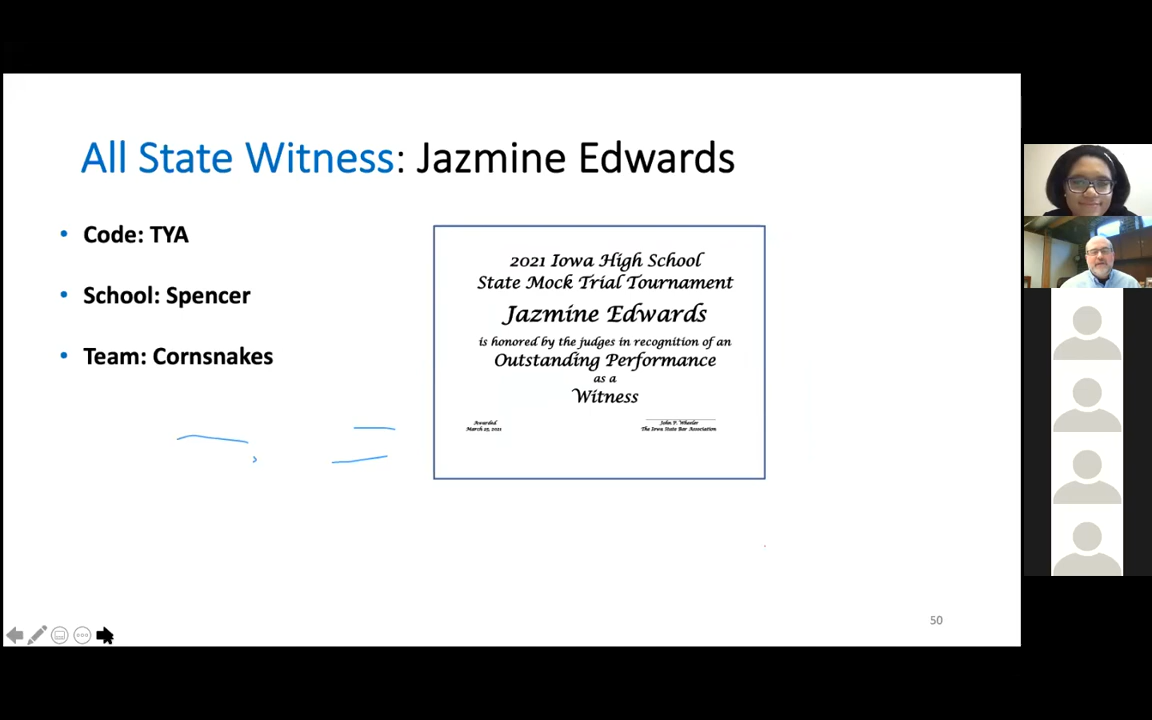 All State Witness: Jazmine Edwards
• Code: TYA
• School: Spencer
• Team: Cornsnakes
2021 Iowa High School
State Mock Trial Tournament
Jazmine Edwards
is honored by the judges in recognition of an
Outstanding Performance
as a
Witness
Awarded
March 25, 2021
John P. Wheeler
The Iowa State Bar Association
50